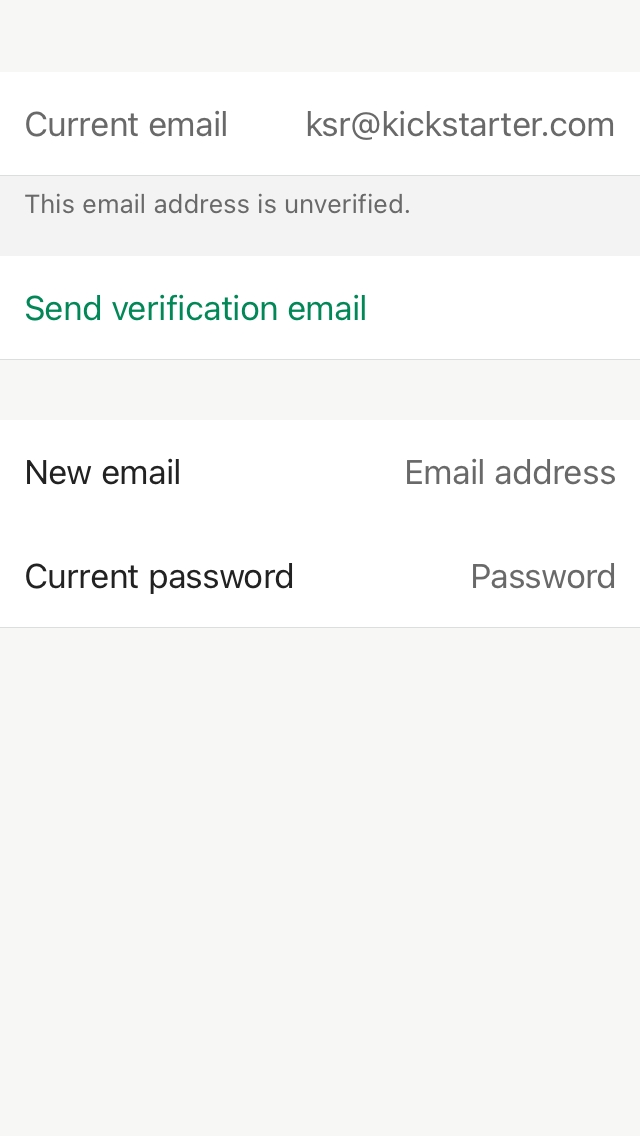 Current email ksr@kickstarter.com
This email address is unverified.
Send verification email
New email Email address
Current password Password